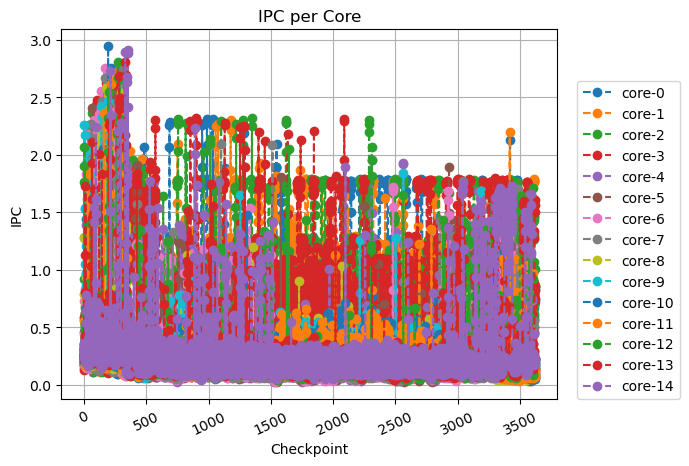 IPC per Core
3.0
2.5
2.0
1.5
1.0
0.5
0.0
IPC
0
500
1000
1500
2000
2500
3000
3500
Checkpoint
core-0
core-1
core-2
core-3
core-4
core-5
core-6
core-7
core-8
core-9
core-10
core-11
core-12
core-13
core-14